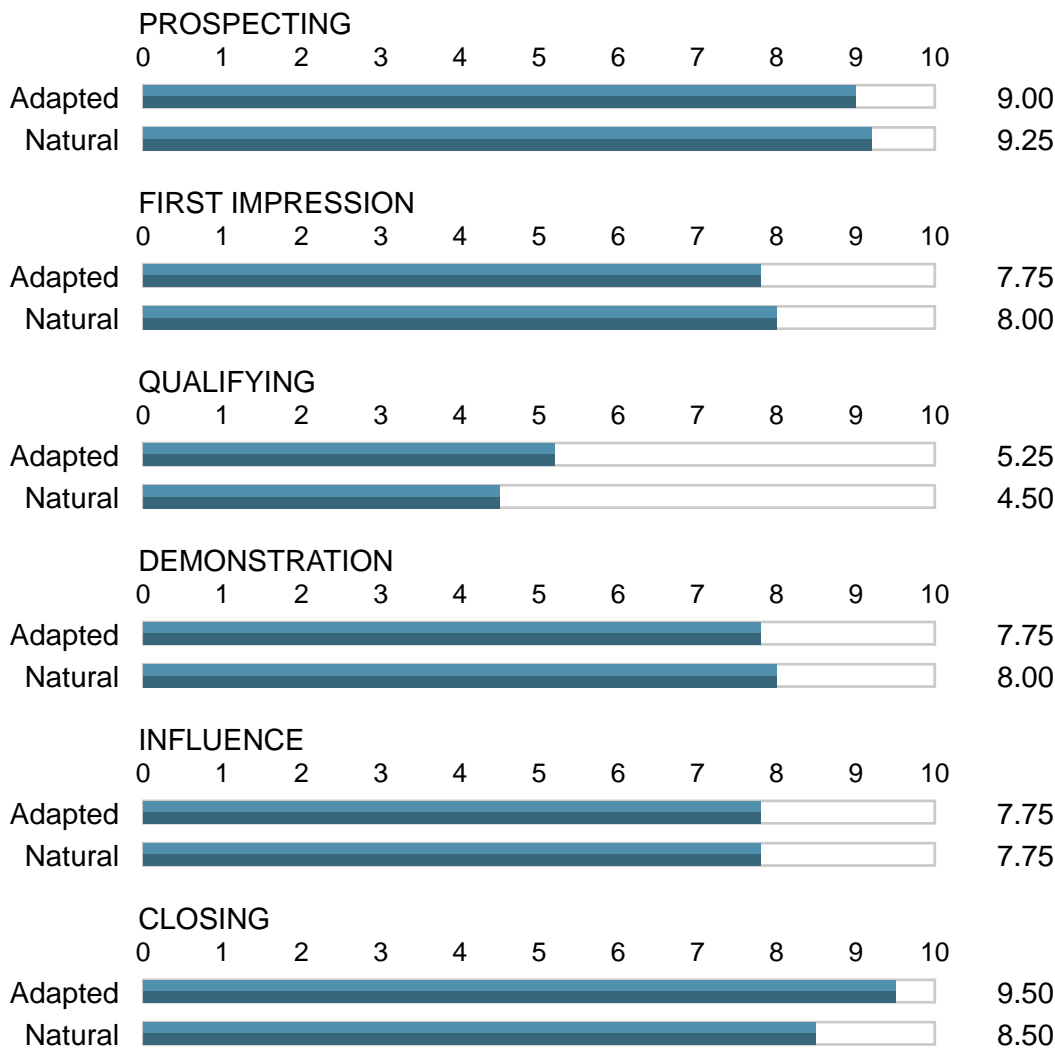 PROSPECTING
0 1 2 3 4 5 6 7 8 9 10
Adapted 9.00
Natural 9.25
FIRST IMPRESSION
0 1 2 3 4 5 6 7 8 9 10
Adapted 7.75
Natural 8.00
QUALIFYING
0 1 2 3 4 5 6 7 8 9 10
Adapted 5.25
Natural 4.50
DEMONSTRATION
0 1 2 3 4 5 6 7 8 9 10
Adapted 7.75
Natural 8.00
INFLUENCE
0 1 2 3 4 5 6 7 8 9 10
Adapted 7.75
Natural 7.75
CLOSING
0 1 2 3 4 5 6 7 8 9 10
Adapted 9.50
Natural 8.50